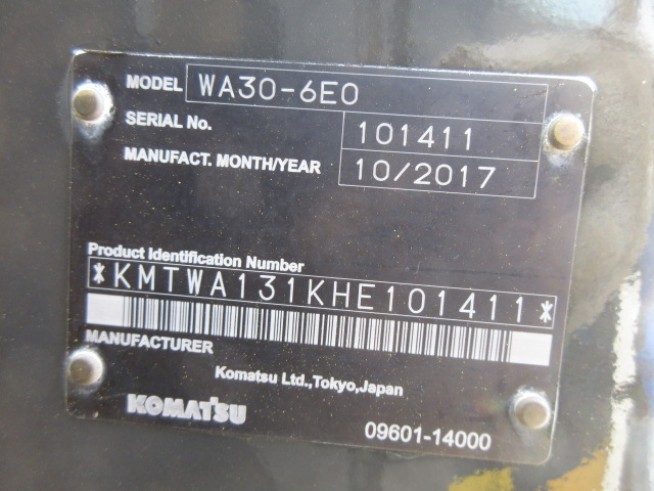 MODEL WA30-6E0
SERIAL No. 101411
MANUFACT. MONTH/YEAR 10/2017
Product Identification Number
*KMTWA131KHE101411*
MANUFACTURER
Komatsu Ltd.,Tokyo,Japan
KOMATSU
09601-14000